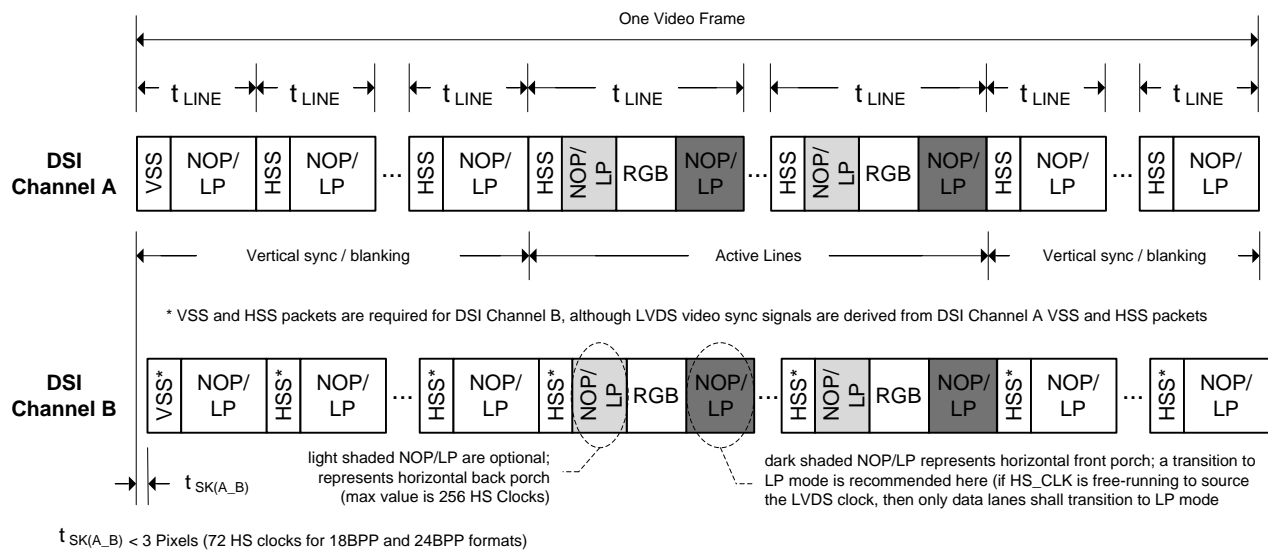 One Video Frame
t LINE t LINE t LINE t LINE t LINE t LINE t LINE
DSI
Channel A
VSS NOP/
LP HSS NOP/
LP ... HSS NOP/
LP HSS NOP/
LP RGB NOP/
LP ... HSS NOP/
LP RGB NOP/
LP HSS NOP/
LP ... HSS NOP/
LP
Vertical sync / blanking Active Lines Vertical sync / blanking
* VSS and HSS packets are required for DSI Channel B, although LVDS video sync signals are derived from DSI Channel A VSS and HSS packets
DSI
Channel B
VSS* NOP/
LP HSS* NOP/
LP ... HSS* NOP/
LP HSS* NOP/
LP RGB NOP/
LP ... HSS* NOP/
LP RGB NOP/
LP HSS* NOP/
LP ... HSS* NOP/
LP
t SK(A_B)
light shaded NOP/LP are optional;
represents horizontal back porch
(max value is 256 HS Clocks)
dark shaded NOP/LP represents horizontal front porch; a transition to
LP mode is recommended here (if HS_CLK is free-running to source
the LVDS clock, then only data lanes shall transition to LP mode
t SK(A_B) < 3 Pixels (72 HS clocks for 18BPP and 24BPP formats)